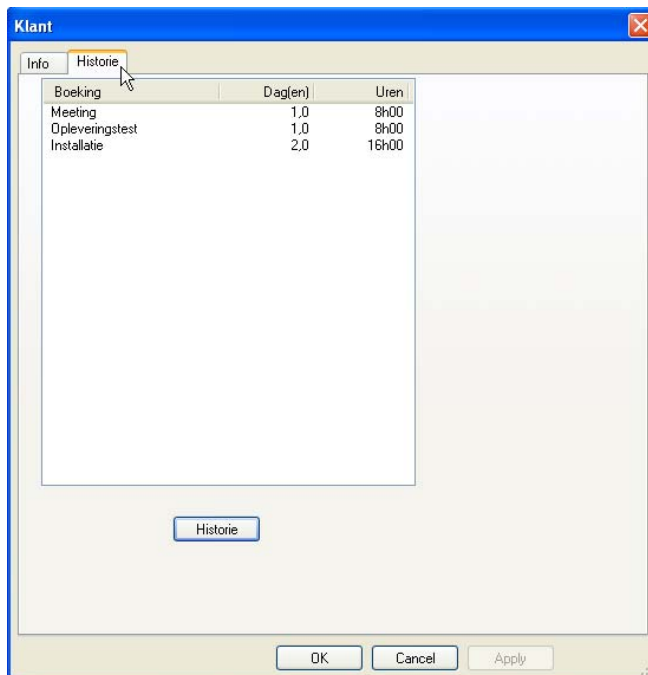 Klant
Info Historie
Boeking Dag(en) Uren
Meeting 1,0 8h00
Opleveringstest 1,0 8h00
Installatie 2,0 16h00
Historie
OK Cancel Apply